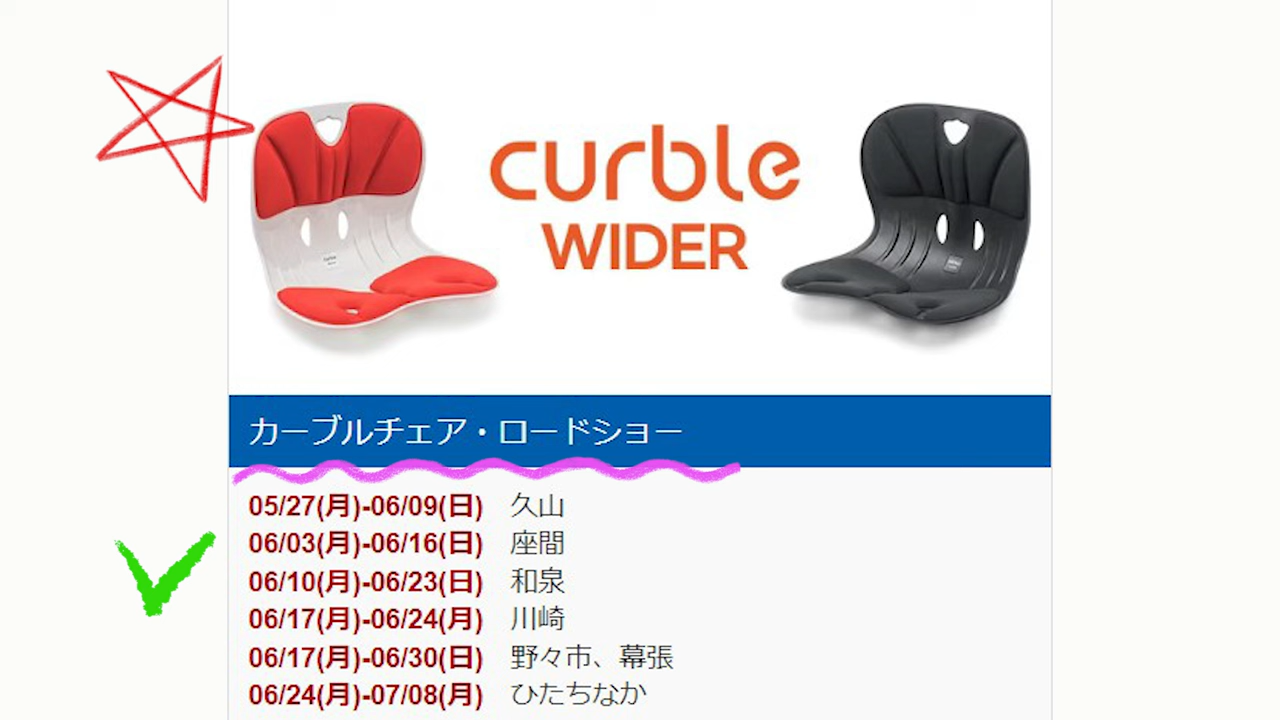 curble
WIDER
カーブルチェア・ロードショー
05/27(月)-06/09(日) 久山
06/03(月)-06/16(日) 座間
06/10(月)-06/23(日) 和泉
06/17(月)-06/24(月) 川崎
06/17(月)-06/30(日) 野々市、幕張
06/24(月)-07/08(月) ひたちなか